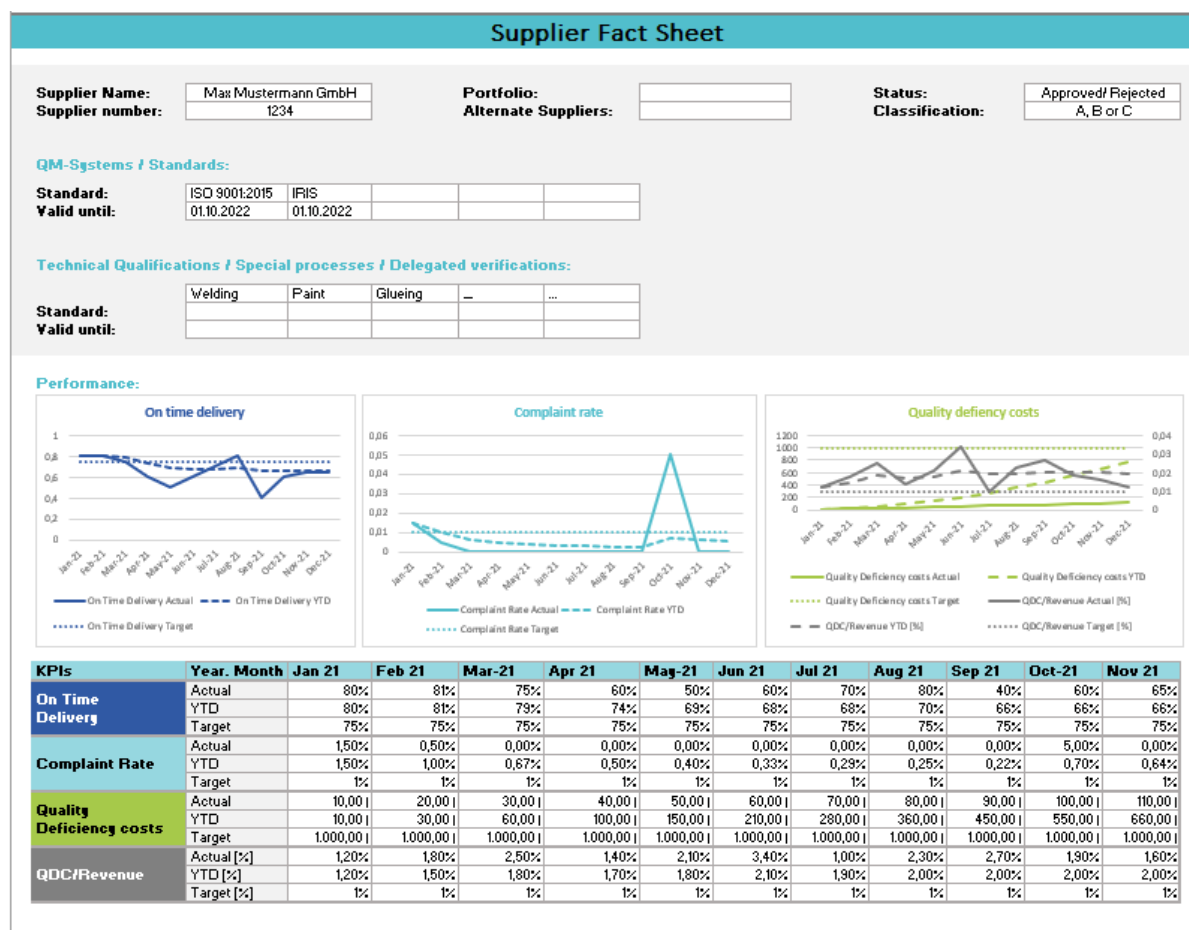 Supplier Fact Sheet
Supplier Name: Max Mustermann GmbH Portfolio: Status: Approved/ Rejected
Supplier number: 1234 Alternate Suppliers: Classification: A, B or C
QM-Systems / Standards:
Standard: ISO 9001:2015 IRIS
Valid until: 01.10.2022 01.10.2022
Technical Qualifications / Special processes / Delegated verifications:
Welding Paint Glueing ... ...
Standard:
Valid until:
Performance:
On time delivery
1
0,8
0,6
0,4
0,2
0
Jan-21 Feb-21 Mar-21 Apr-21 May-21 Jun-21 Jul-21 Aug-21 Sep-21 Oct-21 Nov-21 Dec-21
On Time Delivery Actual On Time Delivery YTD
On Time Delivery Target
Complaint rate
0,06
0,05
0,04
0,03
0,02
0,01
0
Jan-21 Feb-21 Mar-21 Apr-21 May-21 Jun-21 Jul-21 Aug-21 Sep-21 Oct-21 Nov-21 Dec-21
Complaint Rate Actual Complaint Rate YTD
Complaint Rate Target
Quality defiency costs
1200 0,04
1000
800 0,03
600 0,02
400
200 0,01
0 0
Jan-21 Feb-21 Mar-21 Apr-21 May-21 Jun-21 Jul-21 Aug-21 Sep-21 Oct-21 Nov-21 Dec-21
Quality Deficiency costs Actual Quality Deficiency costs YTD
Quality Deficiency costs Target QDC/Revenue Actual [%]
QDC/Revenue YTD [%] QDC/Revenue Target [%]
KPIs Year. Month Jan 21 Feb 21 Mar-21 Apr 21 May-21 Jun 21 Jul 21 Aug 21 Sep 21 Oct-21 Nov 21
On Time Delivery
Actual 80% 81% 75% 60% 50% 60% 70% 80% 40% 60% 65%
YTD 80% 81% 79% 74% 69% 68% 68% 70% 66% 66% 66%
Target 75% 75% 75% 75% 75% 75% 75% 75% 75% 75% 75%
Complaint Rate
Actual 1,50% 0,50% 0,00% 0,00% 0,00% 0,00% 0,00% 0,00% 0,00% 5,00% 0,00%
YTD 1,50% 1,00% 0,67% 0,50% 0,40% 0,33% 0,29% 0,25% 0,22% 0,70% 0,64%
Target 1% 1% 1% 1% 1% 1% 1% 1% 1% 1% 1%
Quality Deficiency costs
Actual 10,00 20,00 30,00 40,00 50,00 60,00 70,00 80,00 90,00 100,00 110,00
YTD 10,00 30,00 60,00 100,00 150,00 210,00 280,00 360,00 450,00 550,00 660,00
Target 1.000,00 1.000,00 1.000,00 1.000,00 1.000,00 1.000,00 1.000,00 1.000,00 1.000,00 1.000,00 1.000,00
QDC/Revenue
Actual [%] 1,20% 1,80% 2,50% 1,40% 2,10% 3,40% 1,00% 2,30% 2,70% 1,90% 1,60%
YTD [%] 1,20% 1,50% 1,80% 1,70% 1,80% 2,10% 1,90% 2,00% 2,00% 2,00% 2,00%
Target [%] 1% 1% 1% 1% 1% 1% 1% 1% 1% 1% 1%